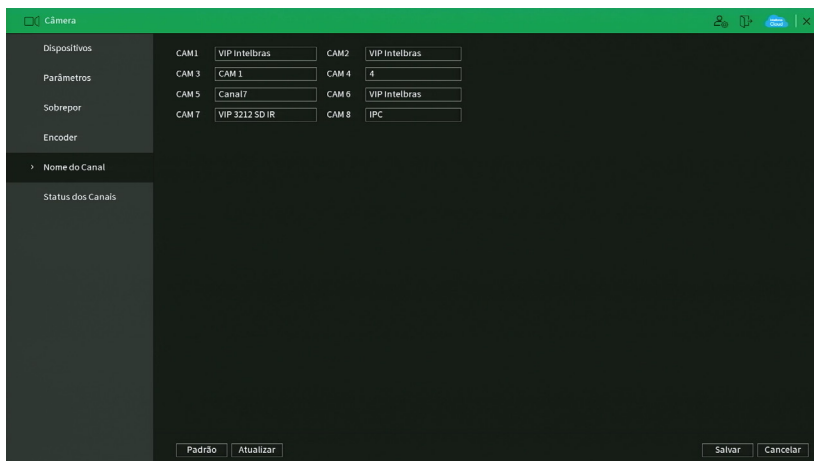 Câmera
Dispositivos
Parâmetros
Sobrepor
Encoder
› Nome do Canal
Status dos Canais
CAM1 VIP Intelbras CAM2 VIP Intelbras
CAM 3 CAM 1 CAM 4 4
CAM 5 Canal7 CAM 6 VIP Intelbras
CAM 7 VIP 3212 SD IR CAM 8 IPC
Padrão Atualizar Salvar Cancelar